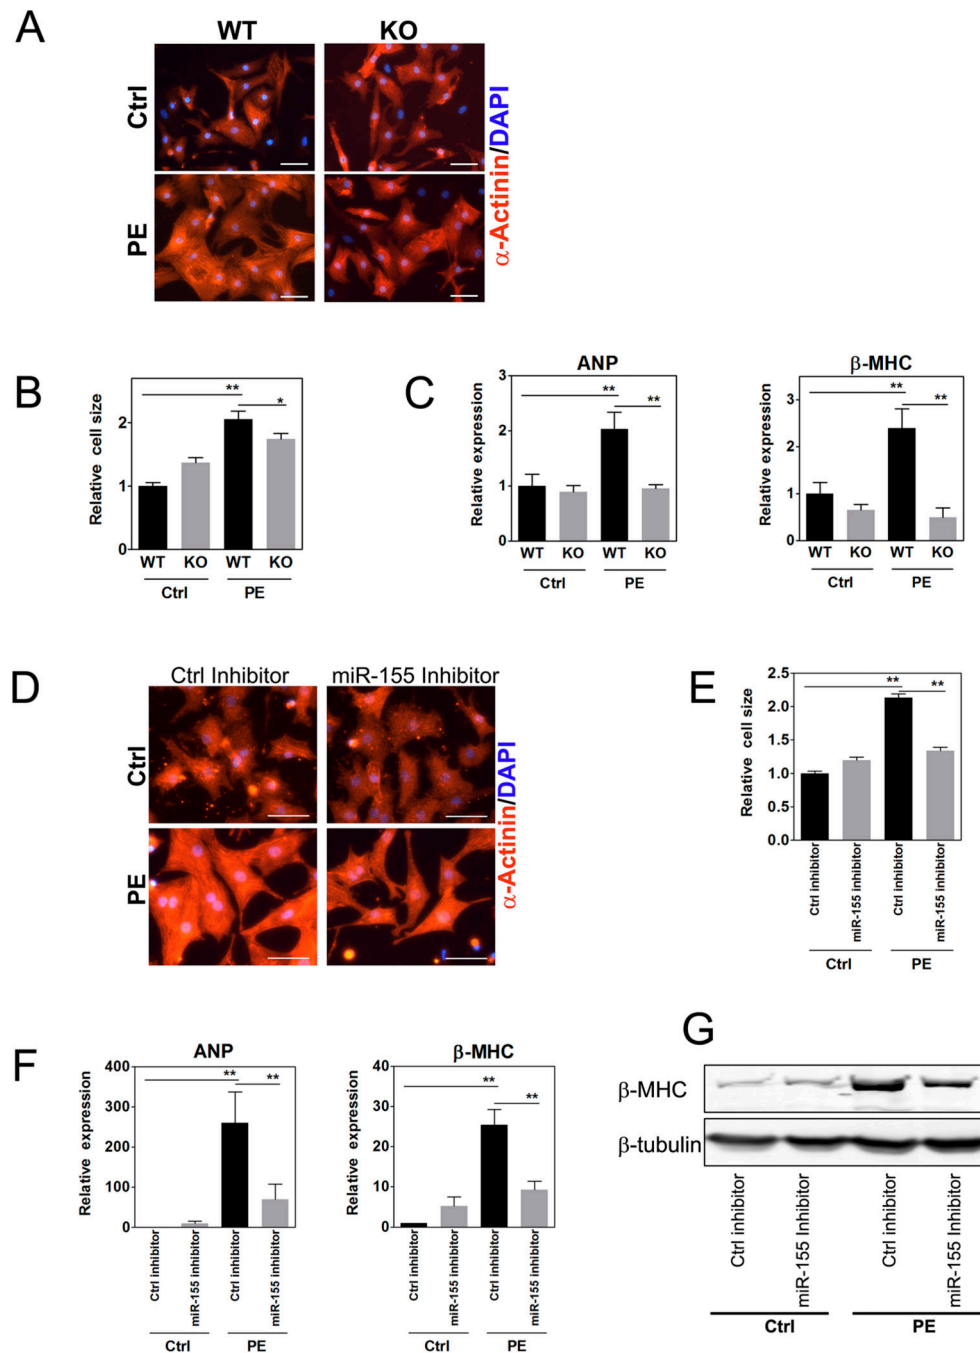 A
WT KO
Ctrl
PE
α-Actinin/DAPI
B
Relative cell size
2
1
0
**
*
WT KO WT KO
Ctrl PE
C
ANP
Relative expression
3
2
1
0
**
**
WT KO WT KO
Ctrl PE
β-MHC
Relative expression
3
2
1
0
**
**
WT KO WT KO
Ctrl PE
D
Ctrl Inhibitor miR-155 Inhibitor
Ctrl
PE
α-Actinin/DAPI
E
Relative cell size
2.5
2.0
1.5
1.0
0.5
0.0
**
**
Ctrl inhibitor
miR-155 inhibitor
Ctrl inhibitor
miR-155 inhibitor
Ctrl PE
F
ANP
Relative expression
400
300
200
100
0
**
**
Ctrl inhibitor
miR-155 inhibitor
Ctrl inhibitor
miR-155 inhibitor
Ctrl PE
β-MHC
Relative expression
40
30
20
10
0
**
**
Ctrl inhibitor
miR-155 inhibitor
Ctrl inhibitor
miR-155 inhibitor
Ctrl PE
G
β-MHC
β-tubulin
Ctrl inhibitor
miR-155 Inhibitor
Ctrl inhibitor
miR-155 Inhibitor
Ctrl PE